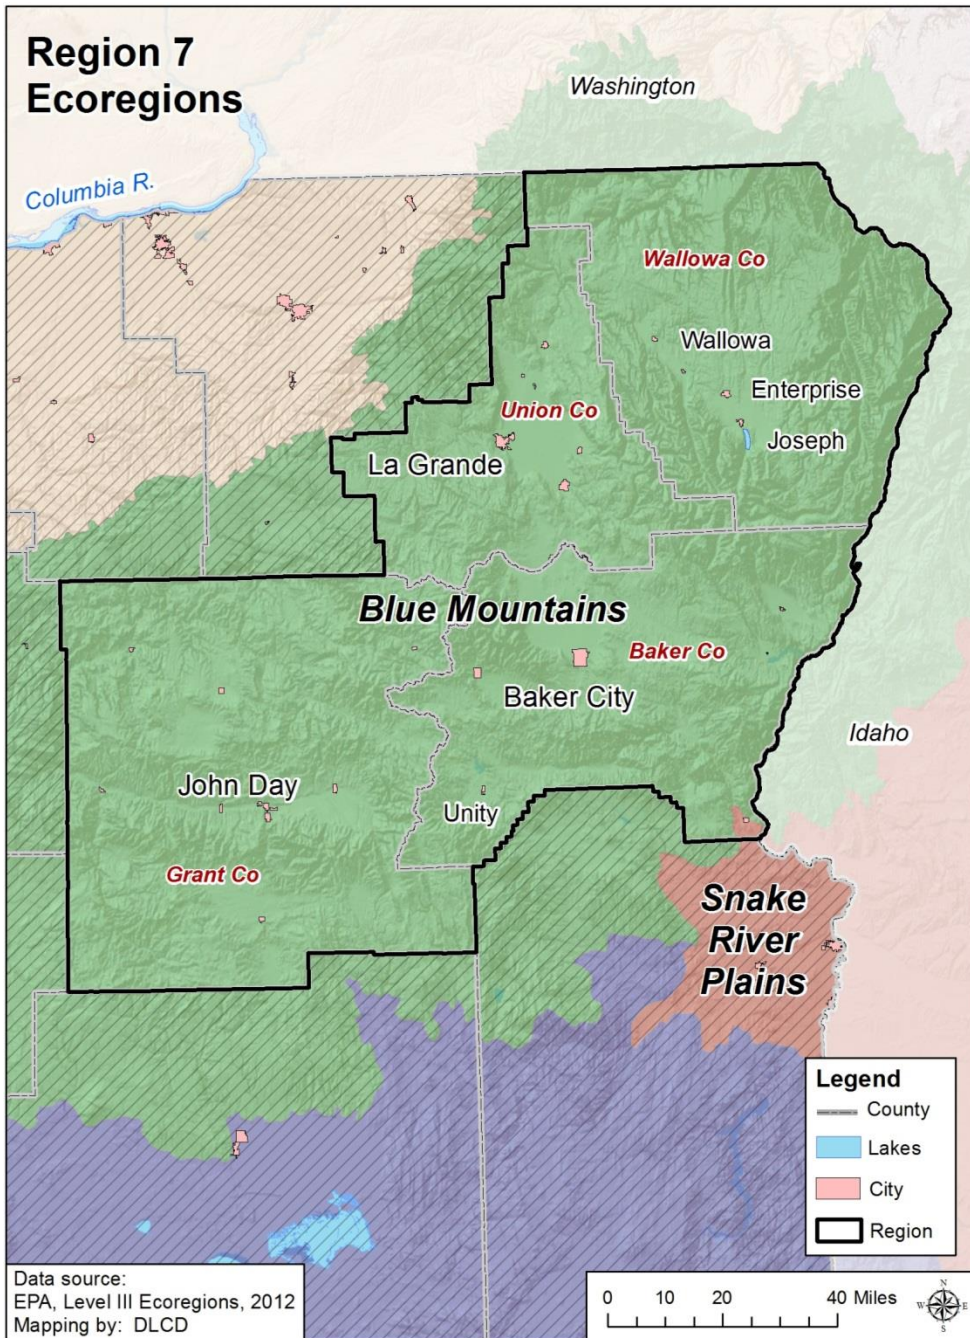 Region 7
Ecoregions
Washington
Columbia R.
Wallowa Co
Wallowa
Enterprise
Union Co
Joseph
La Grande
Blue Mountains
Baker Co
Baker City
Idaho
John Day
Unity
Grant Co
Snake
River
Plains
Legend
County
Lakes
City
Region
Data source:
EPA, Level III Ecoregions, 2012
Mapping by: DLCD
0 10 20 40 Miles
N
W E
S